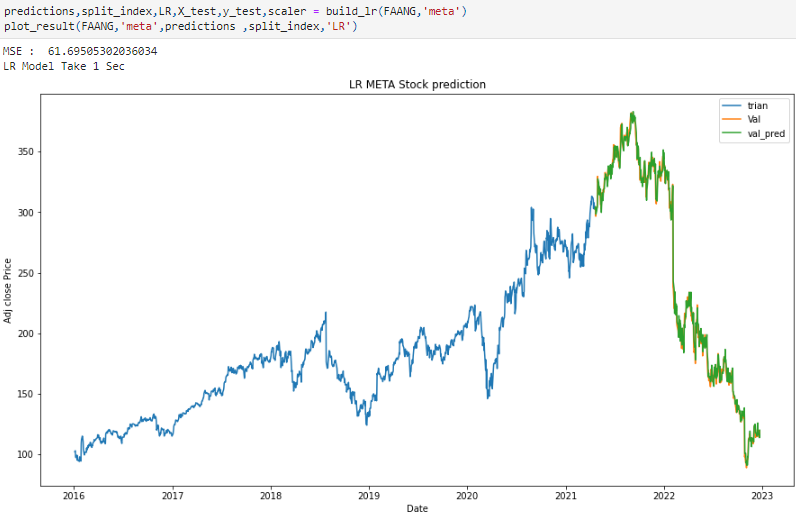 predictions,split_index,LR,X_test,y_test,scaler = build_lr(FAANG,'meta')
plot_result(FAANG,'meta',predictions ,split_index,'LR')
MSE :  61.69505302036034
LR Model Take 1 Sec
LR META Stock prediction
trian
Val
val_pred
350
300
250
200
150
100
Adj close Price
2016 2017 2018 2019 2020 2021 2022 2023
Date